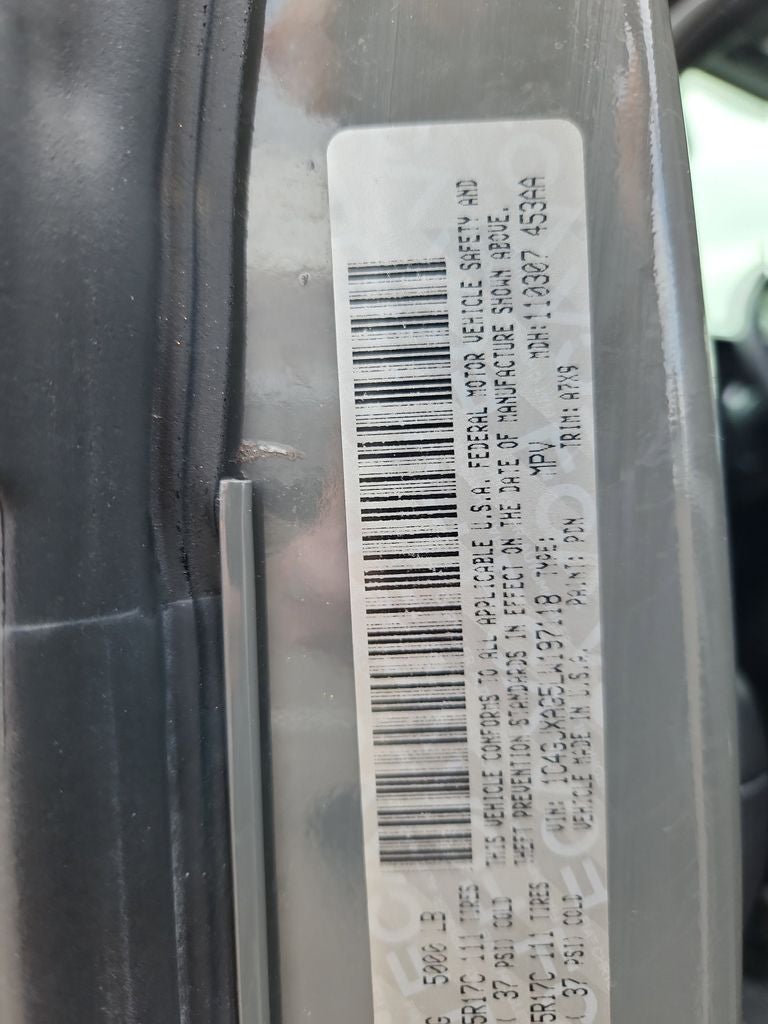 THIS VEHICLE CONFORMS TO ALL APPLICABLE U.S.A. FEDERAL MOTOR VEHICLE SAFETY AND
THEFT PREVENTION STANDARDS IN EFFECT ON THE DATE OF MANUFACTURE SHOWN ABOVE.
VIN: 1C4GJXAG5LW197118 TYPE: MPV MDH:110307 453AA
VEHICLE MADE IN U.S.A. PAINT: PDN TRIM: A7X9
G 5000 LB
5R17C 111 TIRES
( 37 PSI) COLD
5R17C 111 TIRES
( 37 PSI) COLD